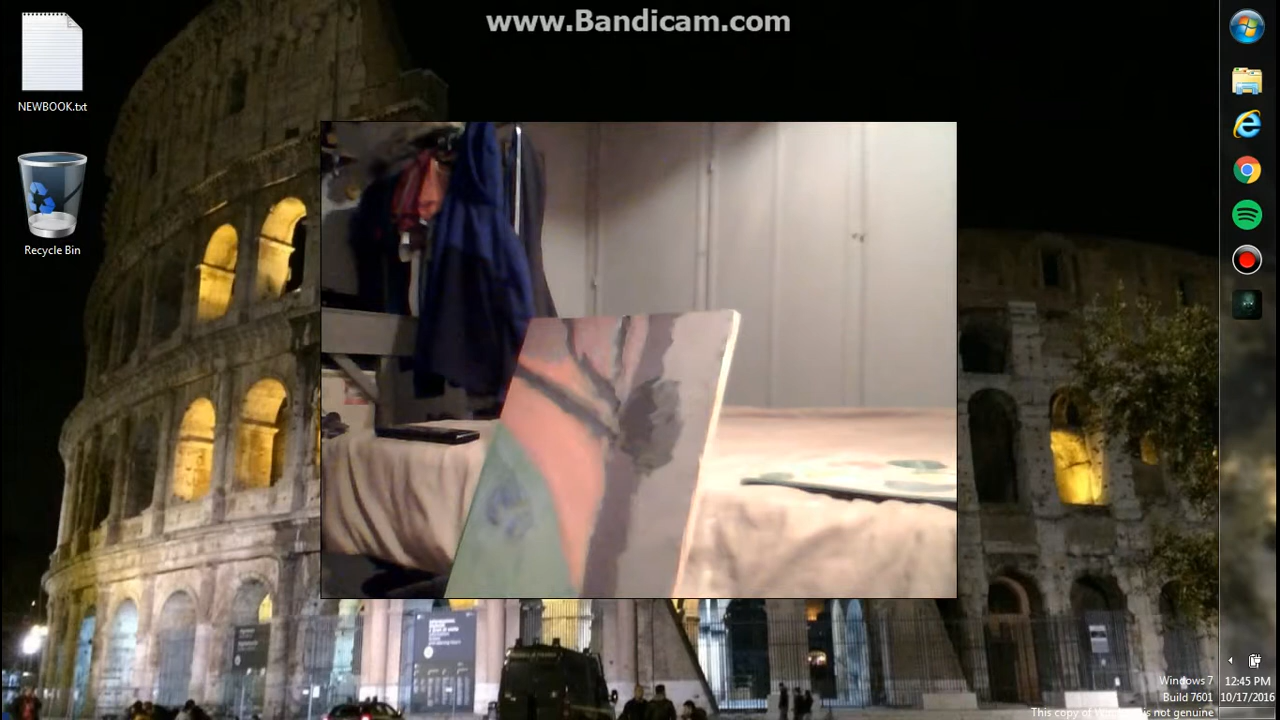 www.Bandicam.com
NEWBOOK.txt
Recycle Bin
Windows 7
Build 7601
This copy of
is not genuine
12:45 PM
10/17/2016